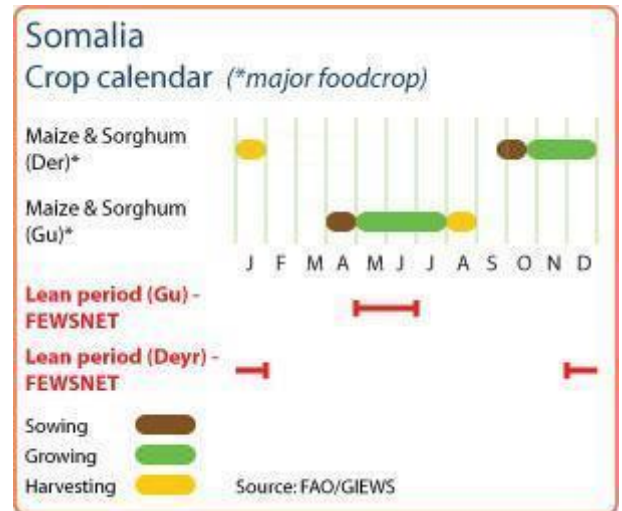 Somalia
Crop calendar (*major foodcrop)
Maize & Sorghum
(Der)*
Maize & Sorghum
(Gu)*
J F M A M J J A S O N D
Lean period (Gu) -
FEWSNET
Lean period (Deyr) -
FEWSNET
Sowing
Growing
Harvesting
Source: FAO/GIEWS